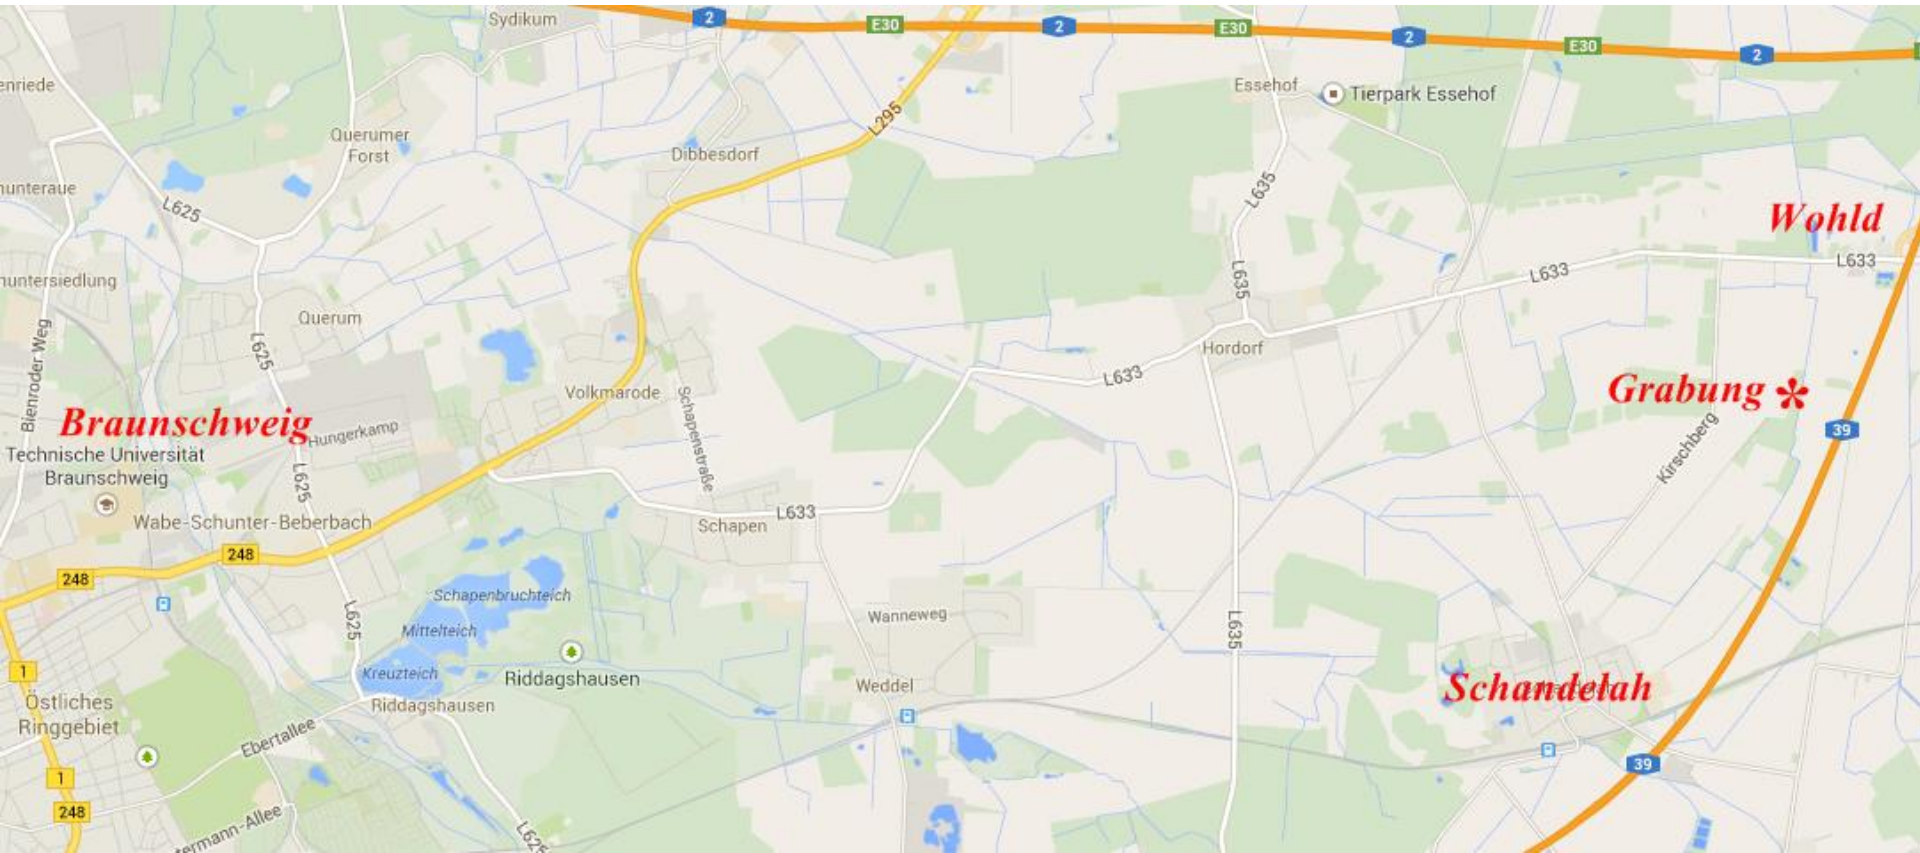 Sydikum
2
E30
2
E30
2
E30
2
enriede
Essehof
Tierpark Essehof
L295
Querumer
Forst
Dibbesdorf
hunteraue
L625
L635
Wohld
L633
L633
huntersiedlung
L635
Querum
L625
Hordorf
Bienroder Weg
L633
Volkmarode
Schapenstraße
Grabung *
Braunschweig
Hungerkamp
39
Kirschberg
Technische Universität
Braunschweig
L625
Wabe-Schunter-Beberbach
Schapen
L633
248
248
Schapenbruchteich
L625
Mittelteich
Wanneweg
L635
Kreuzteich
Riddagshausen
Weddel
Schandelah
1
Östliches
Ringgebiet
Riddagshausen
Ebertallee
39
1
248
termann-Allee
L625